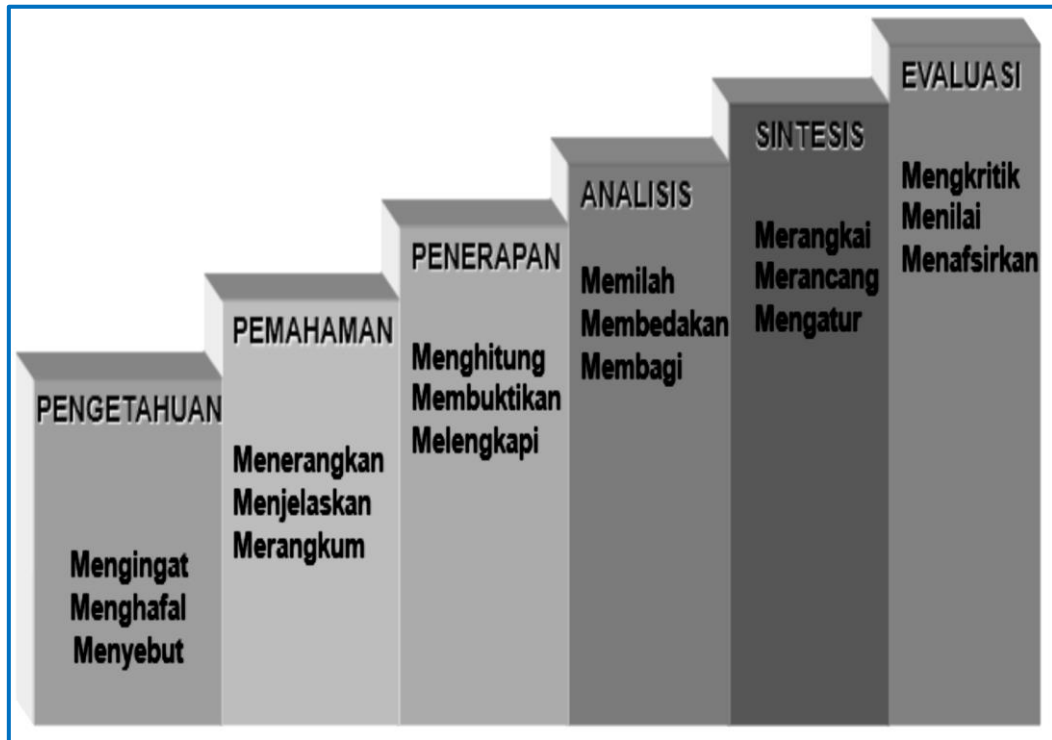 PENGETAHUAN
Mengingat
Menghafal
Menyebut
PEMAHAMAN
Menerangkan
Menjelaskan
Merangkum
PENERAPAN
Menghitung
Membuktikan
Melengkapi
ANALISIS
Memilah
Membedakan
Membagi
SINTESIS
Merangkai
Merancang
Mengatur
EVALUASI
Mengkritik
Menilai
Menafsirkan